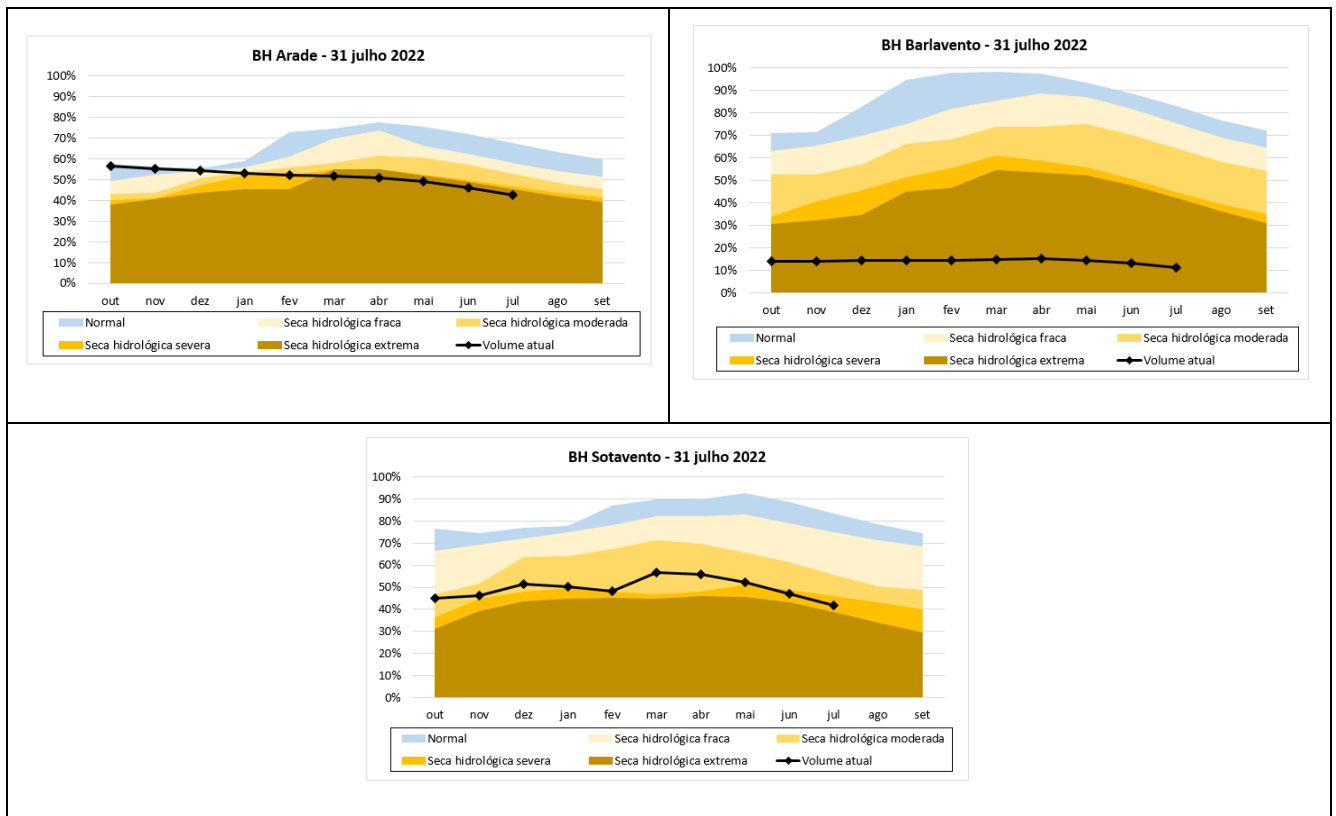 BH Arade - 31 julho 2022
100%
90%
80%
70%
60%
50%
40%
30%
20%
10%
0%
out nov dez jan fev mar abr mai jun jul ago set
Normal Seca hidrológica fraca Seca hidrológica moderada
Seca hidrológica severa Seca hidrológica extrema Volume atual
BH Barlavento - 31 julho 2022
100%
90%
80%
70%
60%
50%
40%
30%
20%
10%
0%
out nov dez jan fev mar abr mai jun jul ago set
Normal Seca hidrológica fraca Seca hidrológica moderada
Seca hidrológica severa Seca hidrológica extrema Volume atual
BH Sotavento - 31 julho 2022
100%
90%
80%
70%
60%
50%
40%
30%
20%
10%
0%
out nov dez jan fev mar abr mai jun jul ago set
Normal Seca hidrológica fraca Seca hidrológica moderada
Seca hidrológica severa Seca hidrológica extrema Volume atual